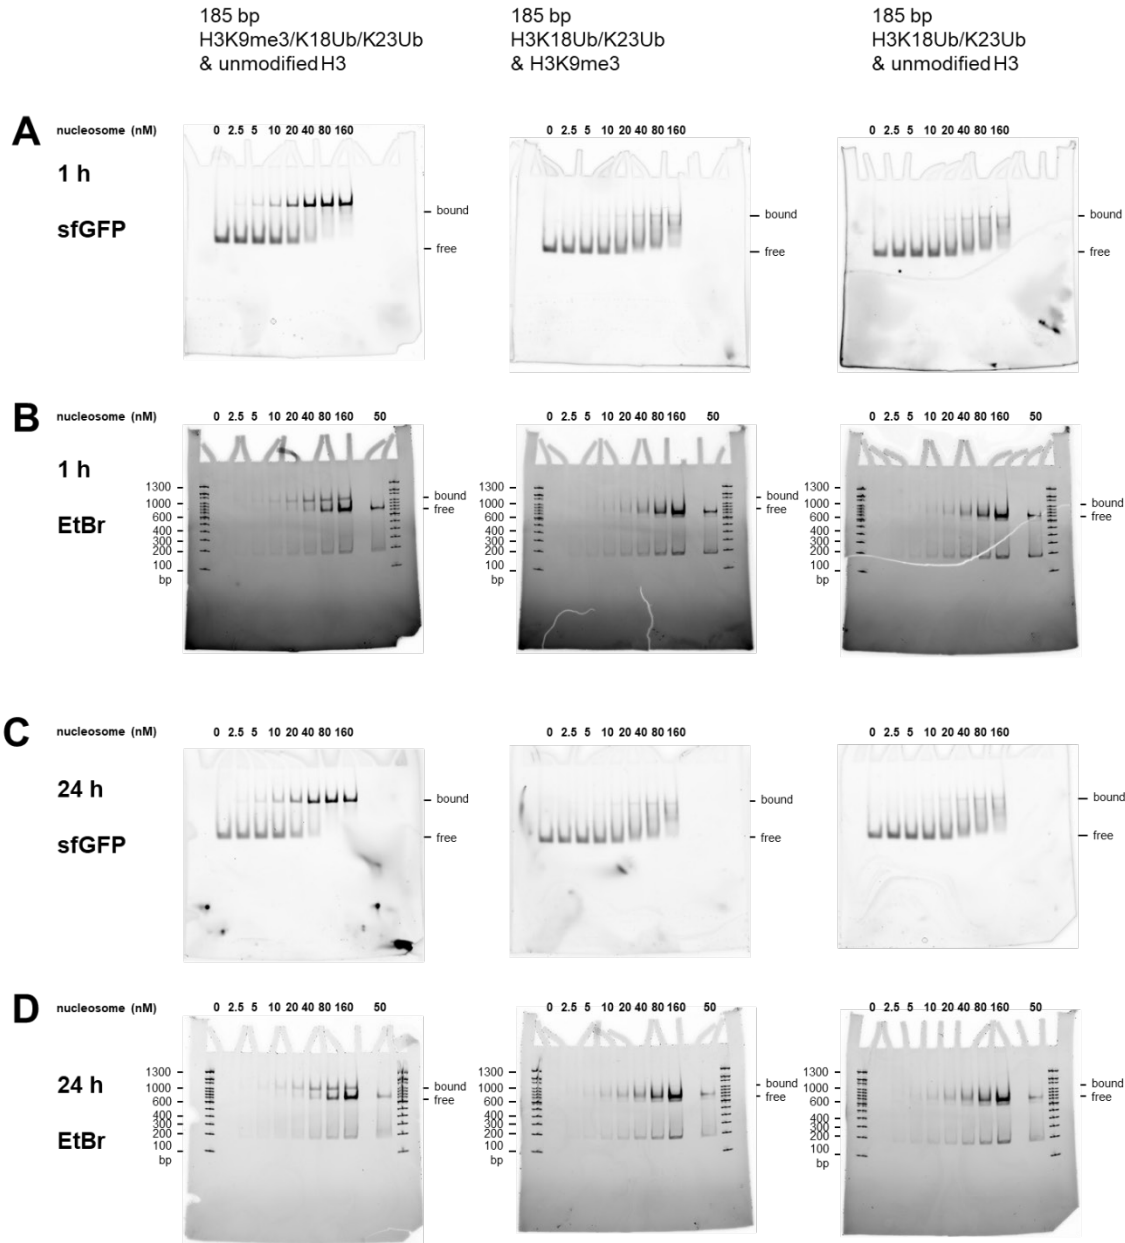 185 bp
H3K9me3/K18Ub/K23Ub
& unmodified H3
185 bp
H3K18Ub/K23Ub
& H3K9me3
185 bp
H3K18Ub/K23Ub
& unmodified H3
A
nucleosome (nM)
0 2.5 5 10 20 40 80 160
0 2.5 5 10 20 40 80 160
0 2.5 5 10 20 40 80 160
1 h
sfGFP
bound
free
bound
free
bound
free
B
nucleosome (nM)
0 2.5 5 10 20 40 80 160 50
0 2.5 5 10 20 40 80 160 50
0 2.5 5 10 20 40 80 160 50
1 h
EtBr
1300
1000
600
400
300
200
100
bp
bound
free
1300
1000
600
400
300
200
100
bp
bound
free
1300
1000
600
400
300
200
100
bp
bound
free
C
nucleosome (nM)
0 2.5 5 10 20 40 80 160
0 2.5 5 10 20 40 80 160
0 2.5 5 10 20 40 80 160
24 h
sfGFP
bound
free
bound
free
bound
free
D
nucleosome (nM)
0 2.5 5 10 20 40 80 160 50
0 2.5 5 10 20 40 80 160 50
0 2.5 5 10 20 40 80 160 50
24 h
EtBr
1300
1000
600
400
300
200
100
bp
bound
free
1300
1000
600
400
300
200
100
bp
bound
free
1300
1000
600
400
300
200
100
bp
bound
free